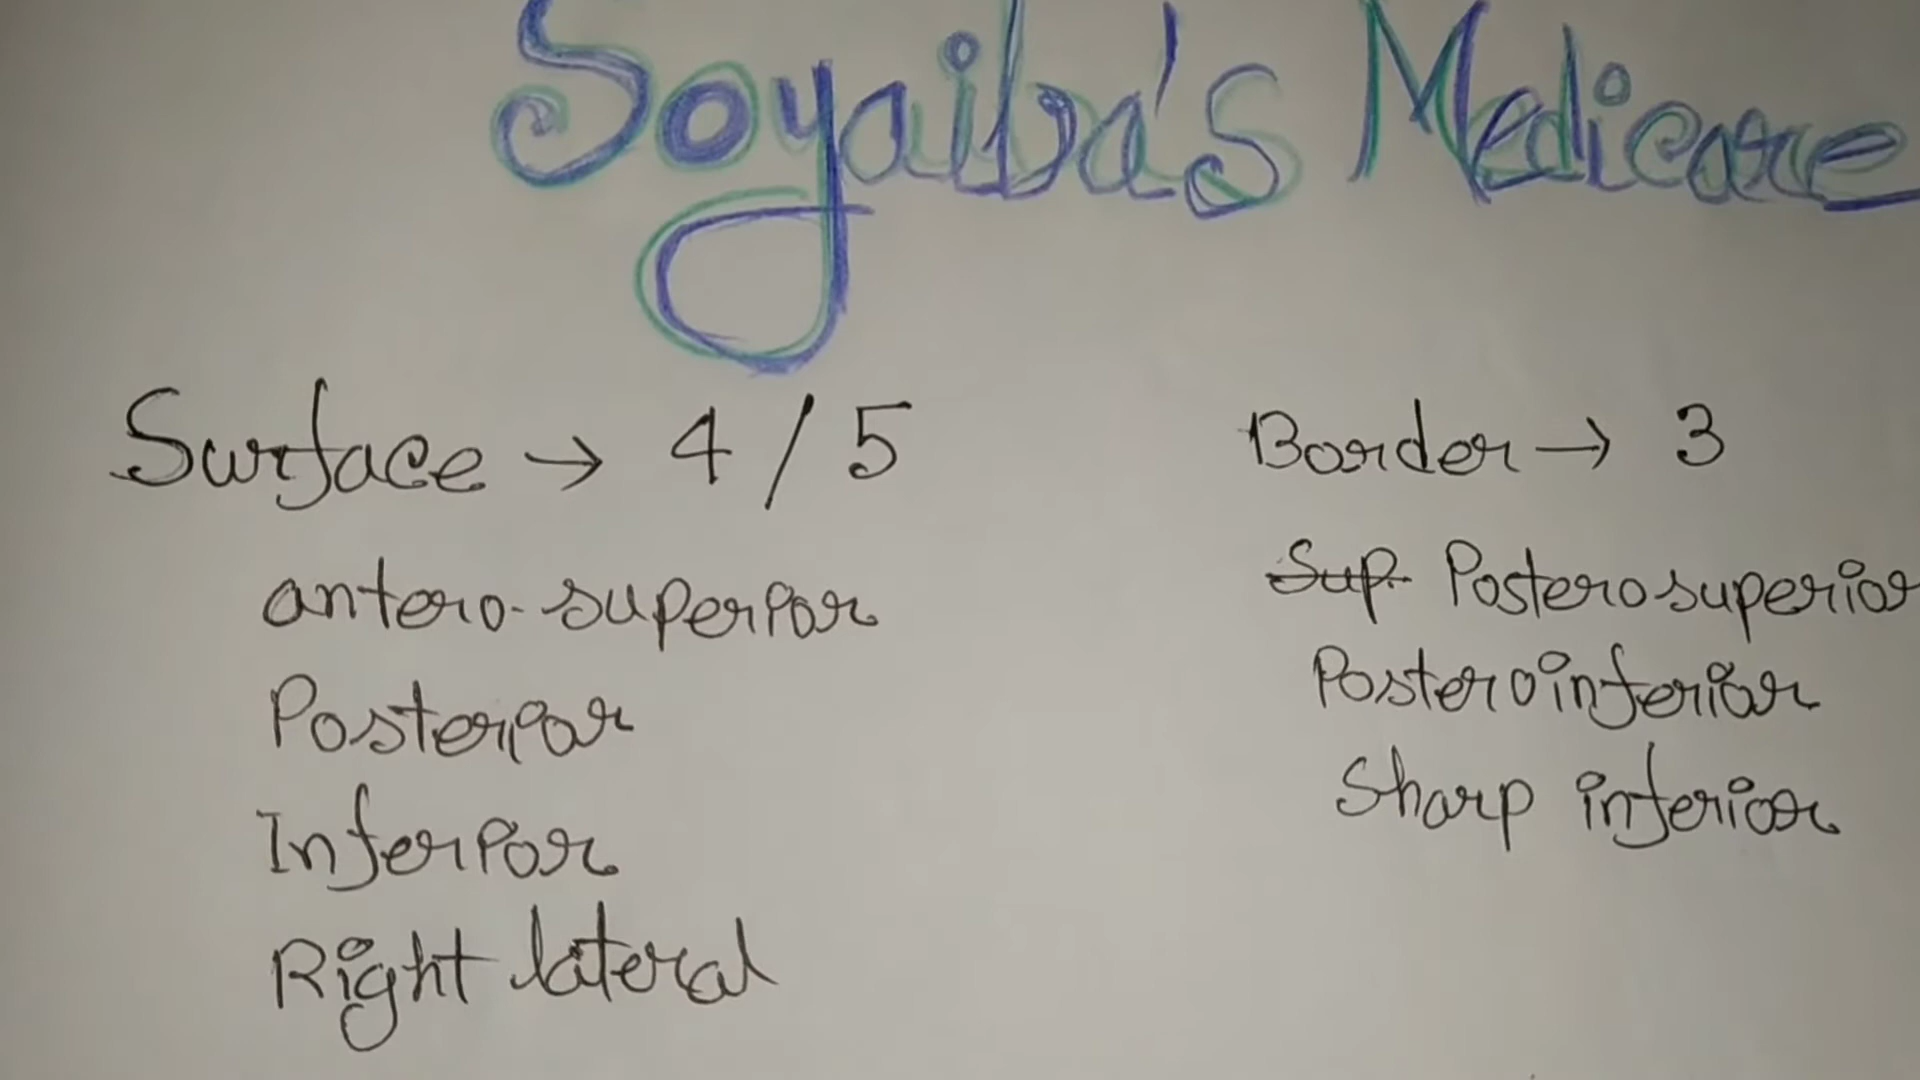 Soyaiba's Medicare
Surface → 4/5
antero-superior
Posterior
Inferior
Right lateral
Border → 3
Sup. Posterosuperior
Posteroinferior
Sharp inferior